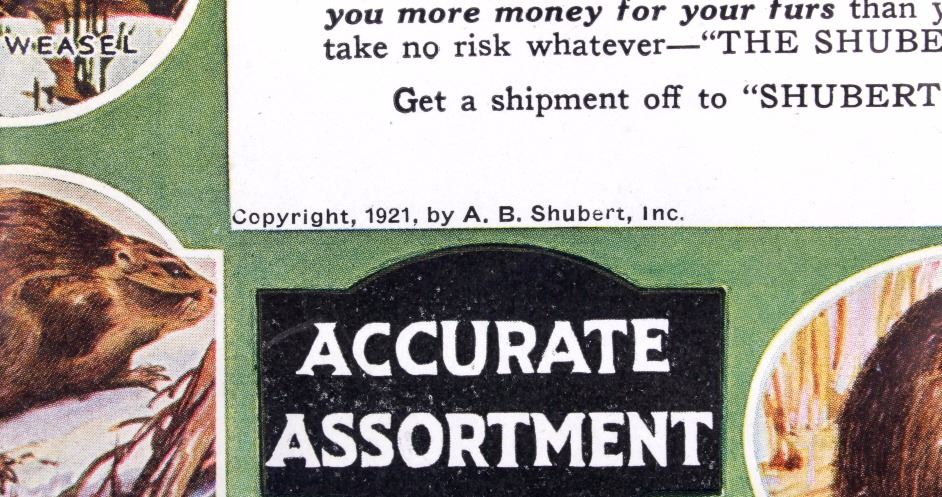 WEASEL
you more money for your furs than
take no risk whatever—“THE SHUBE
Get a shipment off to “SHUBERT
Copyright, 1921, by A. B. Shubert, Inc.
ACCURATE
ASSORTMENT